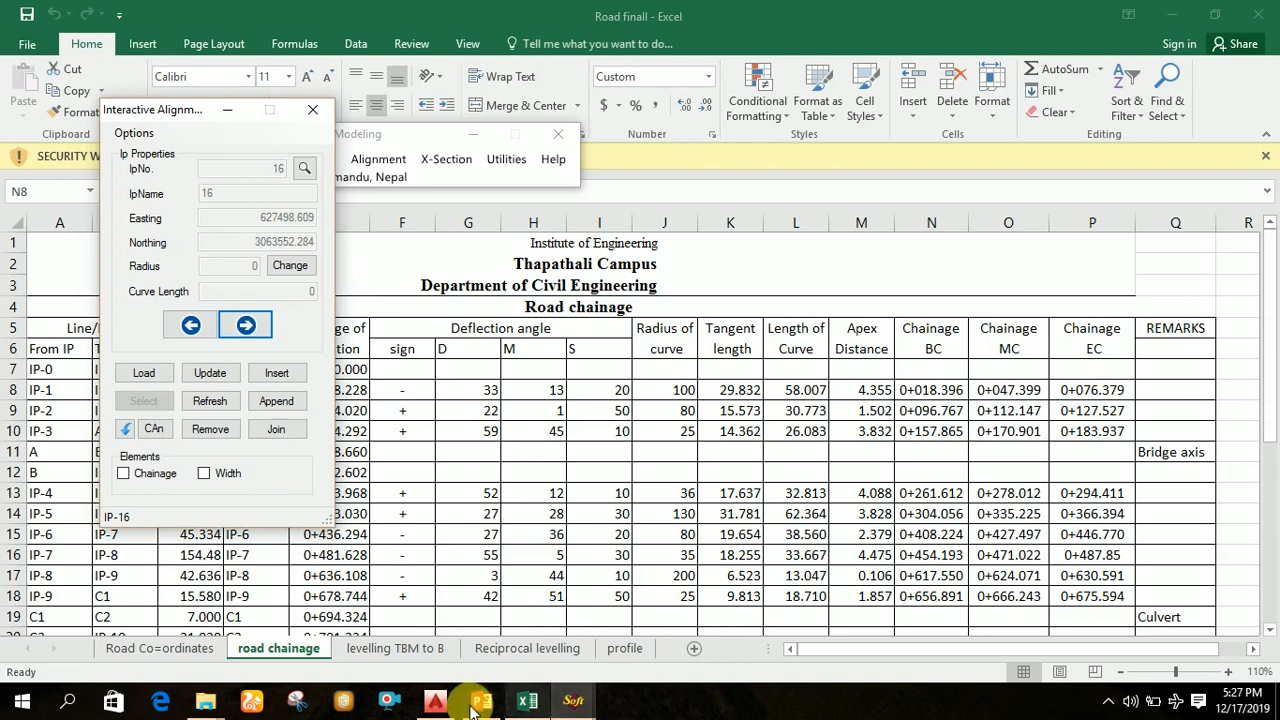 Road finall - Excel
File Home Insert Page Layout Formulas Data Review View Tell me what you want to do... Sign in Share
Cut
Copy
Format
Paste
Calibri 11
Wrap Text
Merge & Center
Custom
$ %
Conditional Formatting
Format as Table
Cell Styles
Insert Delete Format
AutoSum
Fill
Clear
Sort & Filter
Find & Select
Clipboard Number Styles Cells Editing
SECURITY W
Modeling
Alignment X-Section Utilities Help
mandu, Nepal
N8
Interactive Alignm...
Options
Ip Properties
IpNo. 16
IpName 16
Easting 627498.609
Northing 3063552.284
Radius 0 Change
Curve Length 0
Load Update Insert
Select Refresh Append
CAn Remove Join
Elements
Chainage Width
IP-16
A F G H I J K L M N O P Q R
1 Institute of Engineering
2 Thapathali Campus
3 Department of Civil Engineering
4 Road chainage
5 Line/ ge of Deflection angle Radius of Tangent Length of Apex Chainage Chainage Chainage REMARKS
6 From IP T tion sign D M S curve length Curve Distance BC MC EC
7 IP-0 I 0.000
8 IP-1 I .228 - 33 13 20 100 29.832 58.007 4.355 0+018.396 0+047.399 0+076.379
9 IP-2 I .020 + 22 1 50 80 15.573 30.773 1.502 0+096.767 0+112.147 0+127.527
10 IP-3 A .292 + 59 45 10 25 14.362 26.083 3.832 0+157.865 0+170.901 0+183.937
11 A B .660 Bridge axis
12 B I .602
13 IP-4 I 3.968 + 52 12 10 36 17.637 32.813 4.088 0+261.612 0+278.012 0+294.411
14 IP-5 I .030 + 27 28 30 130 31.781 62.364 3.828 0+304.016 0+335.225 0+366.394
15 IP-6 IP-7 45.334 IP-6 0+436.294 - 27 36 20 80 19.654 38.560 2.379 0+408.224 0+427.497 0+446.770
16 IP-7 IP-8 154.48 IP-7 0+481.628 - 55 5 30 35 18.255 33.667 4.475 0+454.193 0+471.022 0+487.85
17 IP-8 IP-9 42.636 IP-8 0+636.108 - 3 44 10 200 6.523 13.047 0.106 0+617.550 0+624.071 0+630.591
18 IP-9 C1 15.580 IP-9 0+678.744 + 42 51 50 25 9.813 18.710 1.857 0+656.891 0+666.243 0+675.594
19 C1 C2 7.000 C1 0+694.324 Culvert
Road Co=ordinates road chainage levelling TBM to B Reciprocal levelling profile
Ready 110%
Soft
5:27 PM
12/17/2019